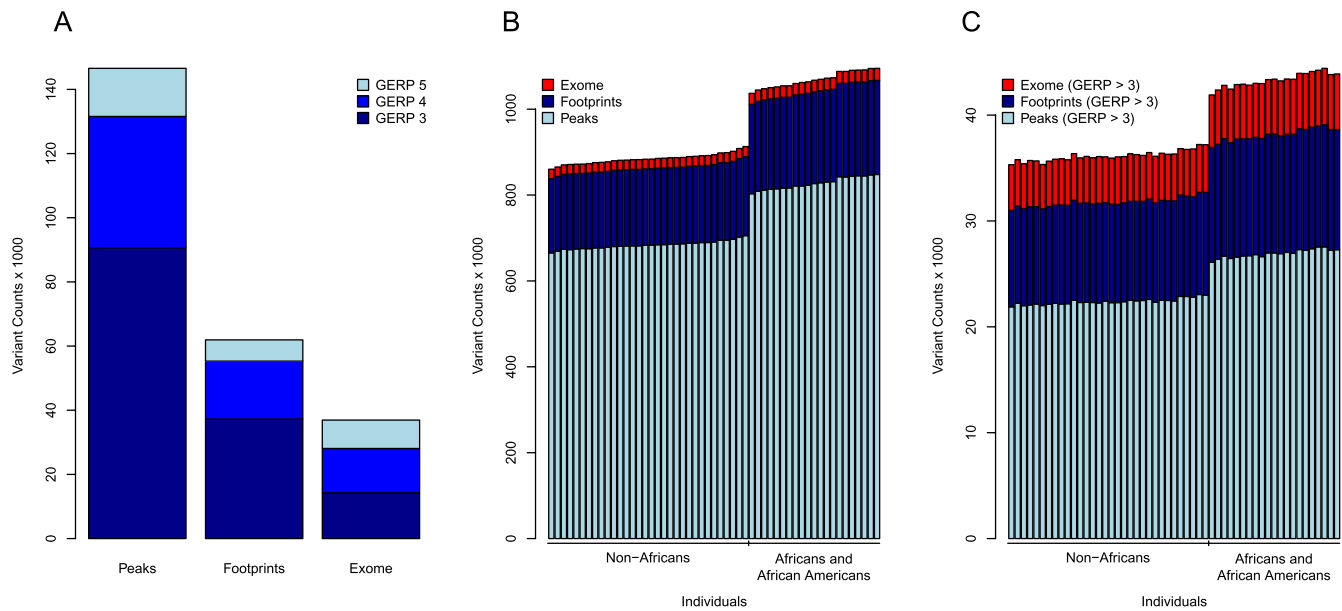 A
GERP 5
GERP 4
GERP 3
Variant Counts x 1000
0
20
40
60
80
100
120
140
Peaks
Footprints
Exome
B
Exome
Footprints
Peaks
Variant Counts x 1000
0
200
400
600
800
1000
Non−Africans
Africans and
African Americans
Individuals
C
Exome (GERP > 3)
Footprints (GERP > 3)
Peaks (GERP > 3)
Variant Counts x 1000
0
10
20
30
40
Non−Africans
Africans and
African Americans
Individuals